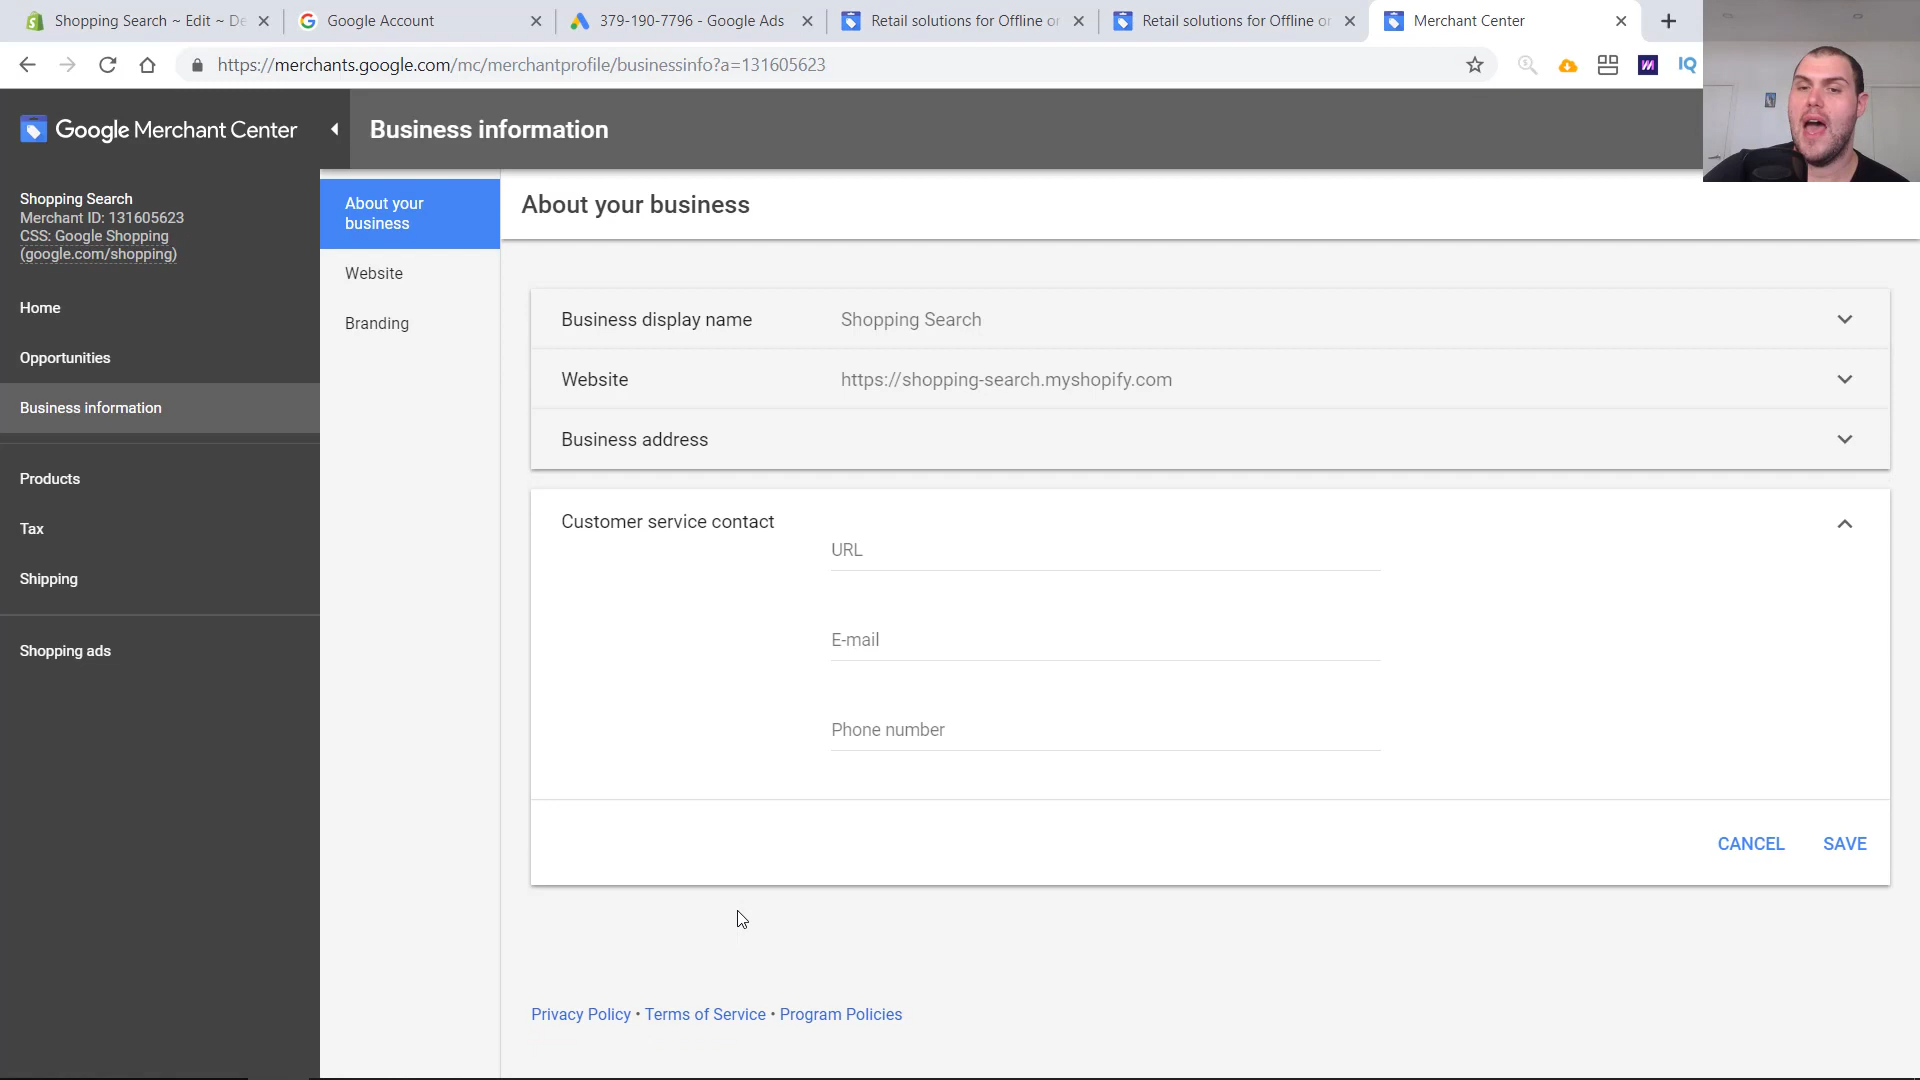 Shopping Search ~ Edit ~ De
Google Account
379-190-7796 - Google Ads
Retail solutions for Offline or
Retail solutions for Offline or
Merchant Center
https://merchants.google.com/mc/merchantprofile/businessinfo?a=131605623
IQ
Google Merchant Center
Business information
Shopping Search
Merchant ID: 131605623
CSS: Google Shopping
(google.com/shopping)
Home
Opportunities
Business information
Products
Tax
Shipping
Shopping ads
About your
business
Website
Branding
About your business
Business display name Shopping Search
Website https://shopping-search.myshopify.com
Business address
Customer service contact
URL
E-mail
Phone number
CANCEL SAVE
Privacy Policy • Terms of Service • Program Policies